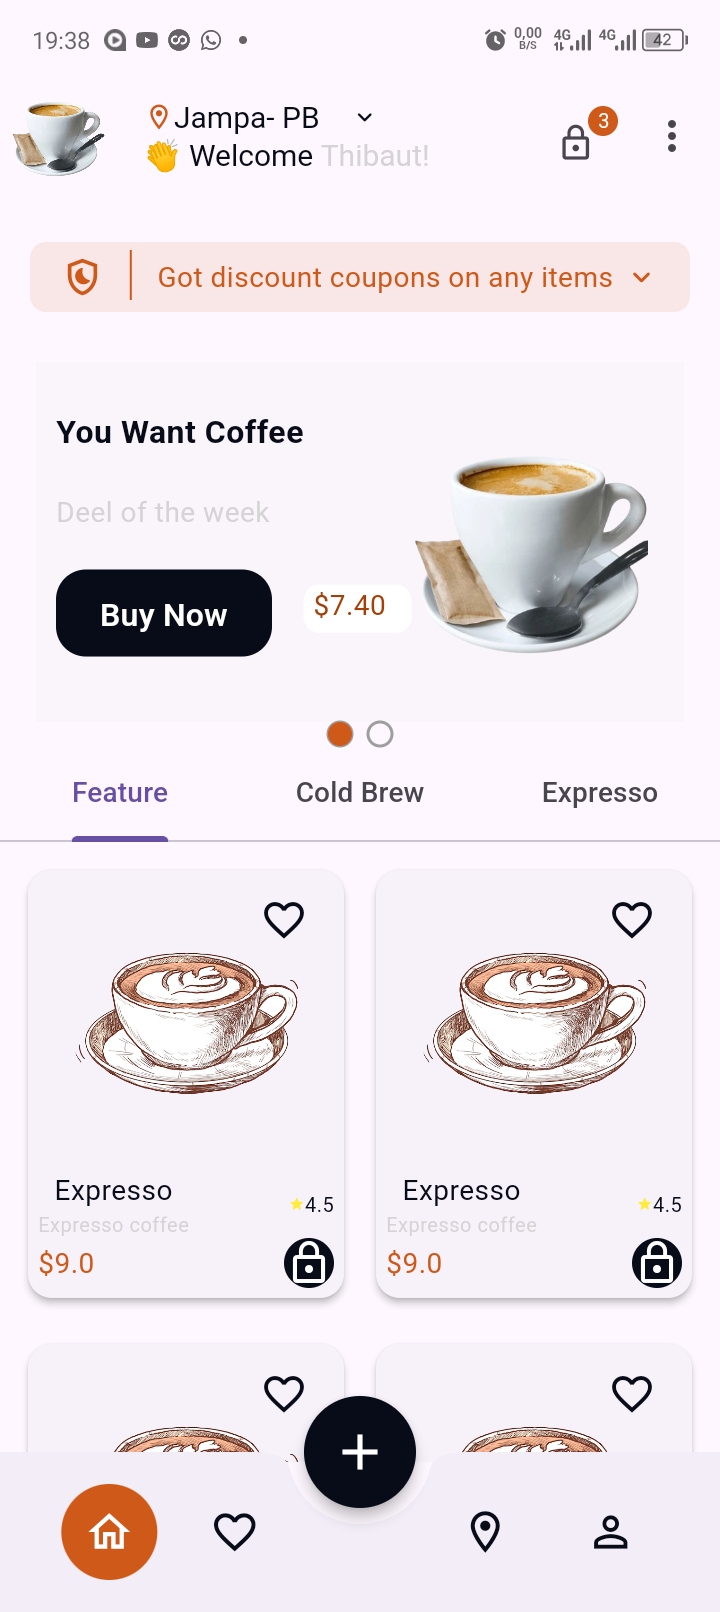 19:38
0,00
B/S
4G
4G
42
Jampa- PB
3
👋 Welcome Thibaut!
Got discount coupons on any items
You Want Coffee
Deel of the week
Buy Now
$7.40
Feature Cold Brew Expresso
Expresso
4.5
Expresso coffee
$9.0
Expresso
4.5
Expresso coffee
$9.0